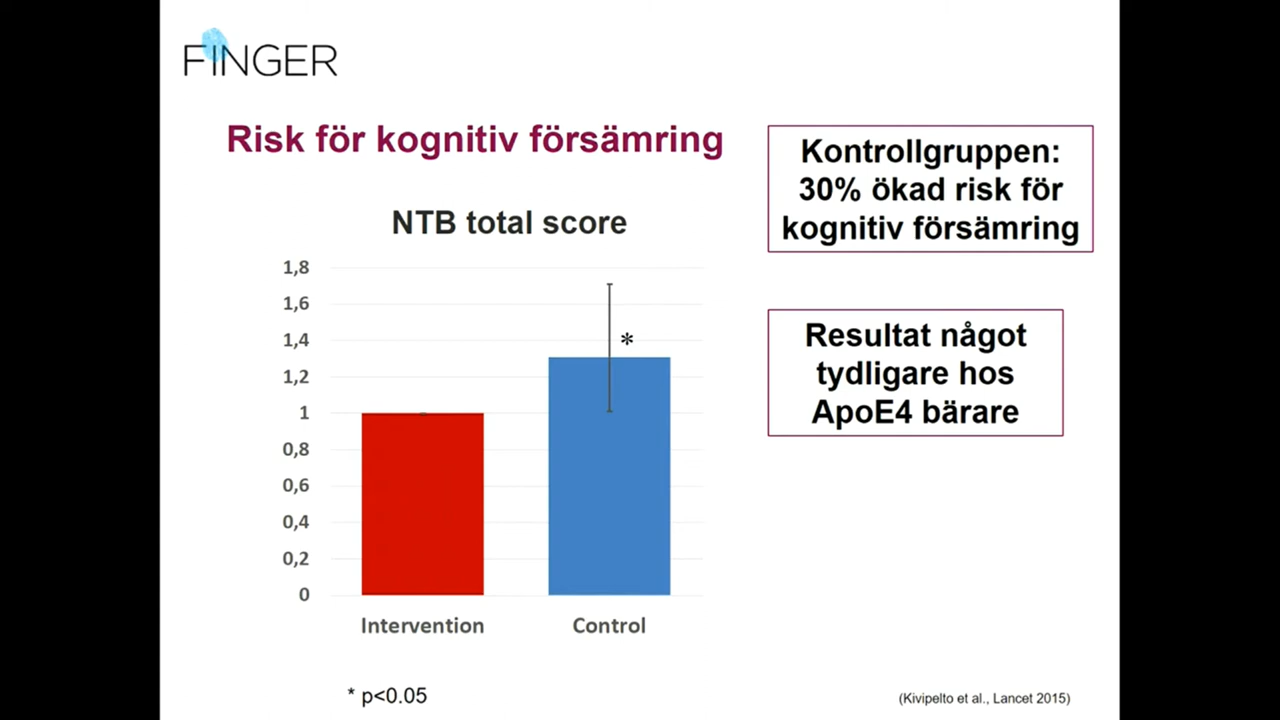 FINGER
Risk för kognitiv försämring
NTB total score
1,8
1,6
1,4
1,2
1
0,8
0,6
0,4
0,2
0
*
Intervention
Control
* p<0.05
Kontrollgruppen:
30% ökad risk för
kognitiv försämring
Resultat något
tydligare hos
ApoE4 bärare
(Kivipelto et al., Lancet 2015)